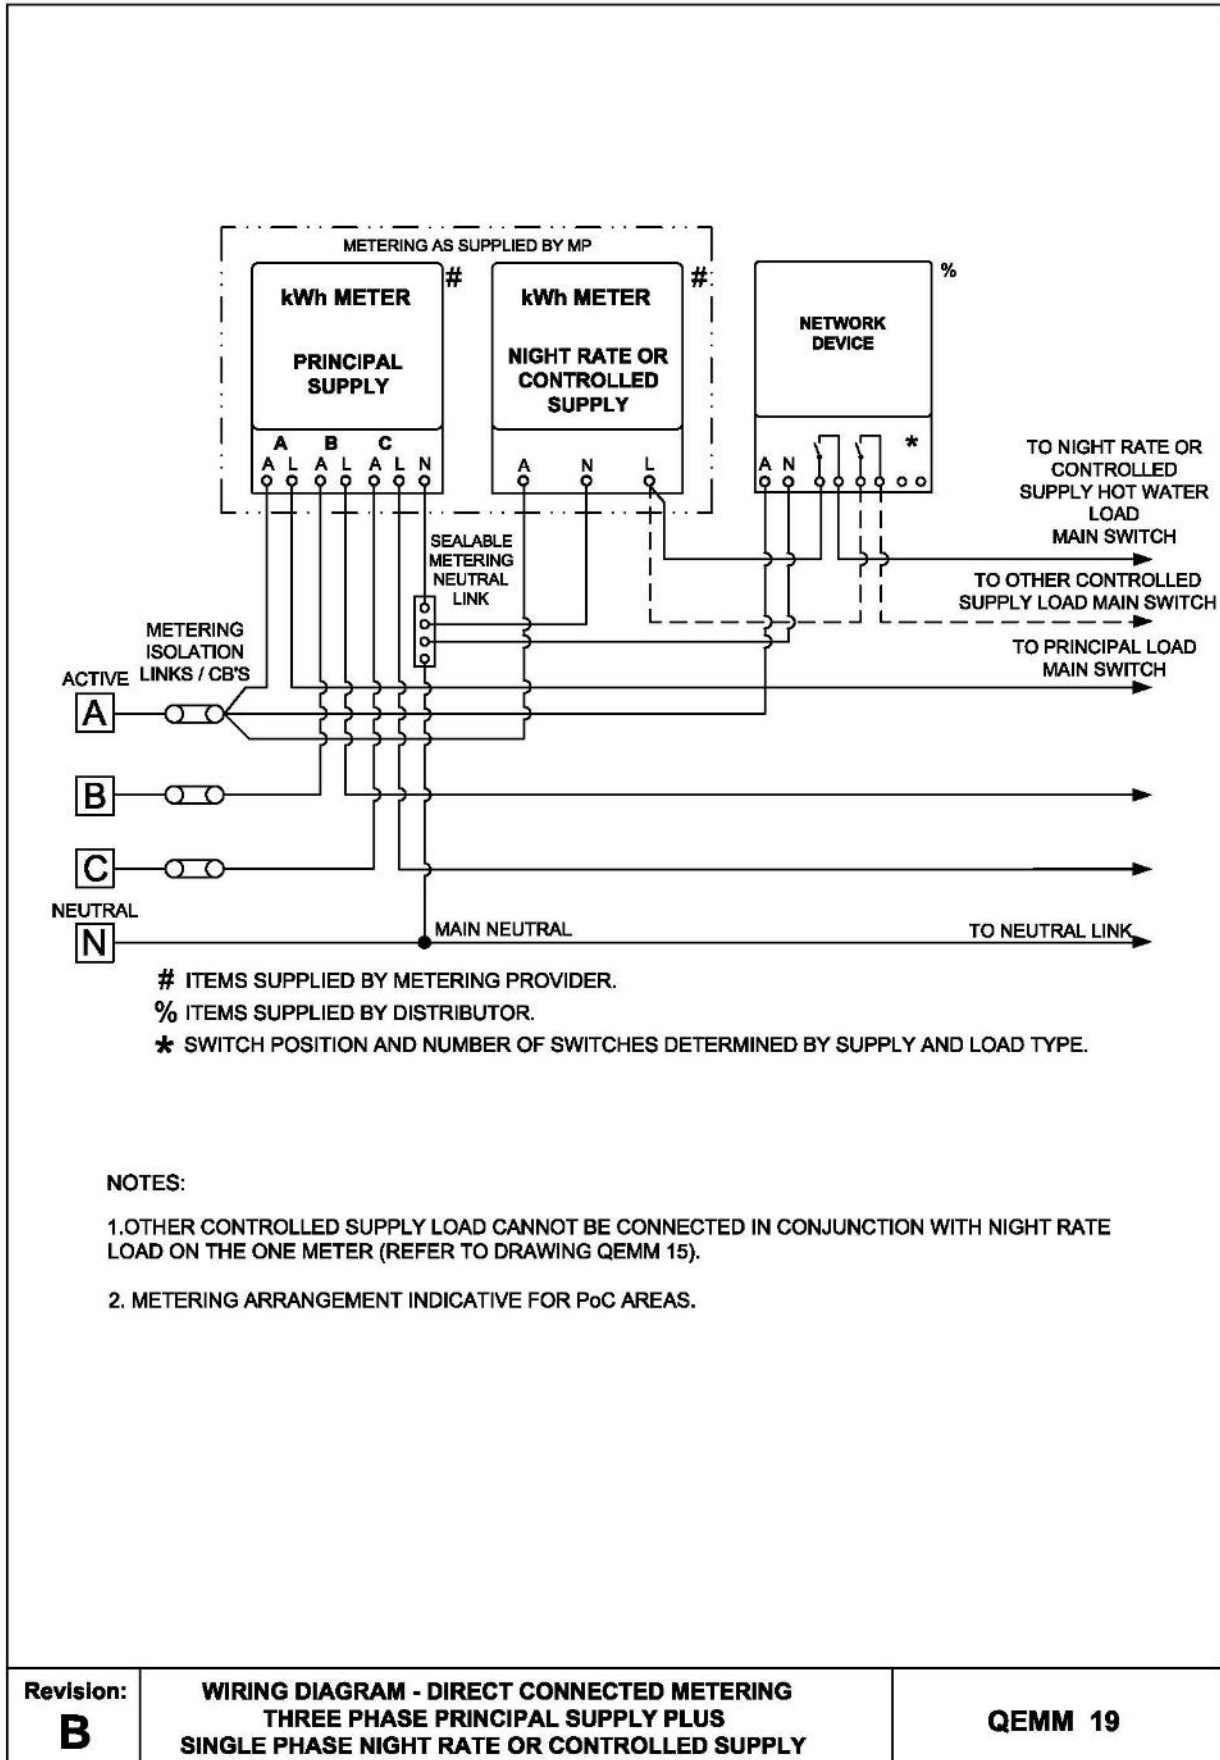 METERING AS SUPPLIED BY MP
kWh METER
PRINCIPAL
SUPPLY
#
kWh METER
NIGHT RATE OR
CONTROLLED
SUPPLY
#
NETWORK
DEVICE
%
A B C
A L A L A L N
A N L
A N
*
SEALABLE
METERING
NEUTRAL
LINK
TO NIGHT RATE OR
CONTROLLED
SUPPLY HOT WATER
LOAD
MAIN SWITCH
TO OTHER CONTROLLED
SUPPLY LOAD MAIN SWITCH
TO PRINCIPAL LOAD
MAIN SWITCH
METERING
ISOLATION
LINKS / CB'S
ACTIVE
A
B
C
NEUTRAL
N
MAIN NEUTRAL
TO NEUTRAL LINK
# ITEMS SUPPLIED BY METERING PROVIDER.
% ITEMS SUPPLIED BY DISTRIBUTOR.
* SWITCH POSITION AND NUMBER OF SWITCHES DETERMINED BY SUPPLY AND LOAD TYPE.
NOTES:
1.OTHER CONTROLLED SUPPLY LOAD CANNOT BE CONNECTED IN CONJUNCTION WITH NIGHT RATE
LOAD ON THE ONE METER (REFER TO DRAWING QEMM 15).
2. METERING ARRANGEMENT INDICATIVE FOR PoC AREAS.
Revision:
B
WIRING DIAGRAM - DIRECT CONNECTED METERING
THREE PHASE PRINCIPAL SUPPLY PLUS
SINGLE PHASE NIGHT RATE OR CONTROLLED SUPPLY
QEMM 19